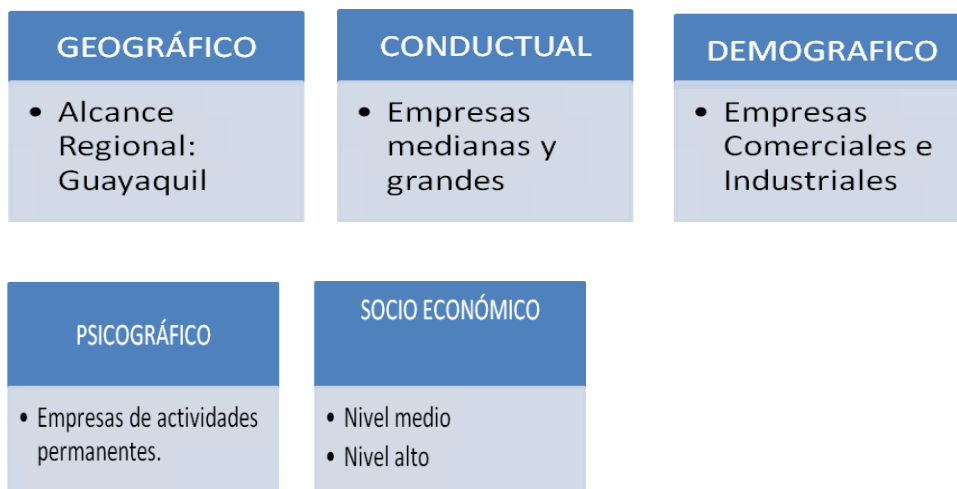 GEOGRÁFICO
• Alcance
Regional:
Guayaquil
CONDUCTUAL
• Empresas
medianas y
grandes
DEMOGRAFICO
• Empresas
Comerciales e
Industriales
PSICOGRÁFICO
• Empresas de actividades
permanentes.
SOCIO ECONÓMICO
• Nivel medio
• Nivel alto